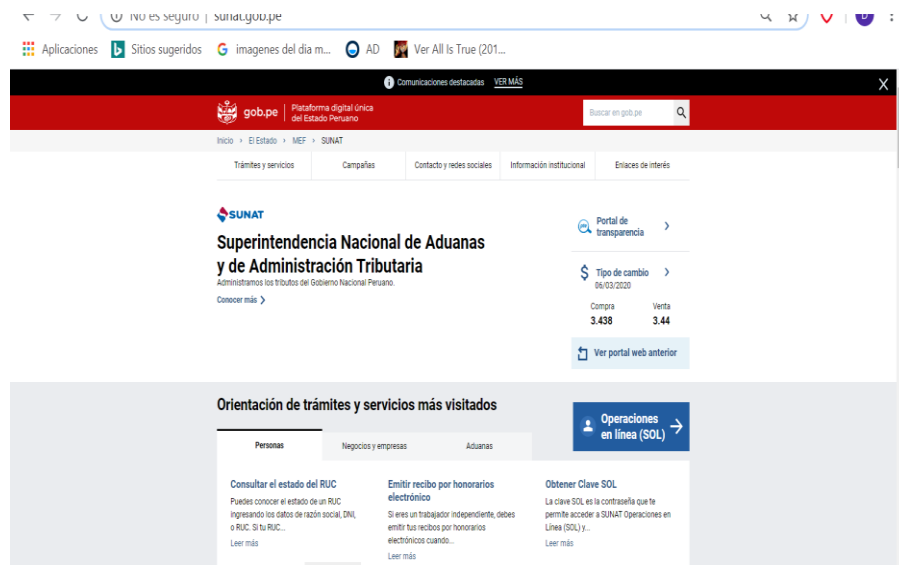 No es seguro | sunat.gob.pe
D
Aplicaciones
Sitios sugeridos
G imagenes del dia m...
AD
Ver All Is True (201...
Comunicaciones destacadas VER MÁS
X
gob.pe
Plataforma digital única
del Estado Peruano
Buscar en gob.pe
Inicio › El Estado › MEF › SUNAT
Trámites y servicios
Campañas
Contacto y redes sociales
Información institucional
Enlaces de interés
SUNAT
Superintendencia Nacional de Aduanas
y de Administración Tributaria
Administramos los tributos del Gobierno Nacional Peruano.
Conocer más >
Portal de
transparencia >
$ Tipo de cambio >
06/03/2020
Compra Venta
3.438 3.44
Ver portal web anterior
Orientación de trámites y servicios más visitados
Operaciones
en línea (SOL)
Personas
Negocios y empresas
Aduanas
Consultar el estado del RUC
Puedes conocer el estado de un RUC
ingresando los datos de razón social, DNI,
o RUC. Si tu RUC...
Leer más
Emitir recibo por honorarios
electrónico
Si eres un trabajador independiente, debes
emitir tus recibos por honorarios
electrónicos cuando...
Leer más
Obtener Clave SOL
La clave SOL es la contraseña que te
permite acceder a SUNAT Operaciones en
Línea (SOL) y...
Leer más